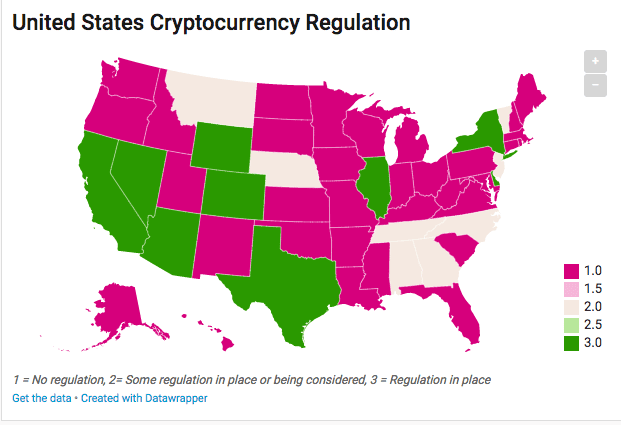 United States Cryptocurrency Regulation
+
−
1.0
1.5
2.0
2.5
3.0
1 = No regulation, 2= Some regulation in place or being considered, 3 = Regulation in place
Get the data • Created with Datawrapper